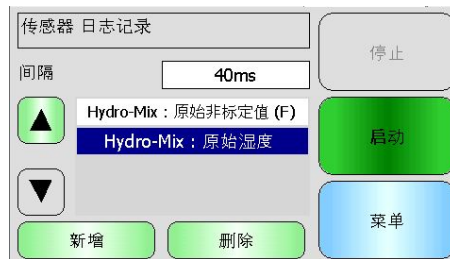 传感器 日志记录
停止
间隔
40ms
Hydro-Mix：原始非标定值 (F)
启动
Hydro-Mix：原始湿度
菜单
新增
删除